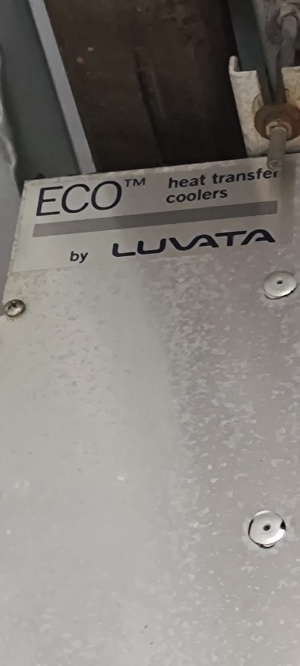 ECO™ heat transfer
coolers
by LUVATA